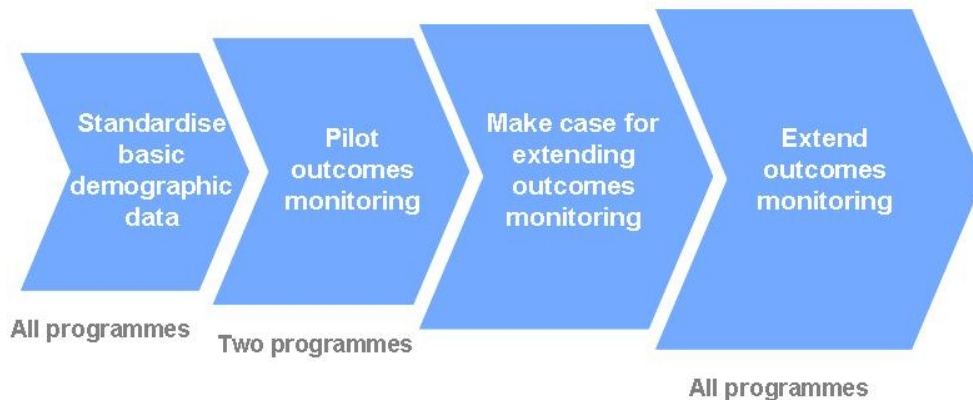 Standardise
basic
demographic
data
Pilot
outcomes
monitoring
Make case for
extending
outcomes
monitoring
Extend
outcomes
monitoring
All programmes
Two programmes
All programmes